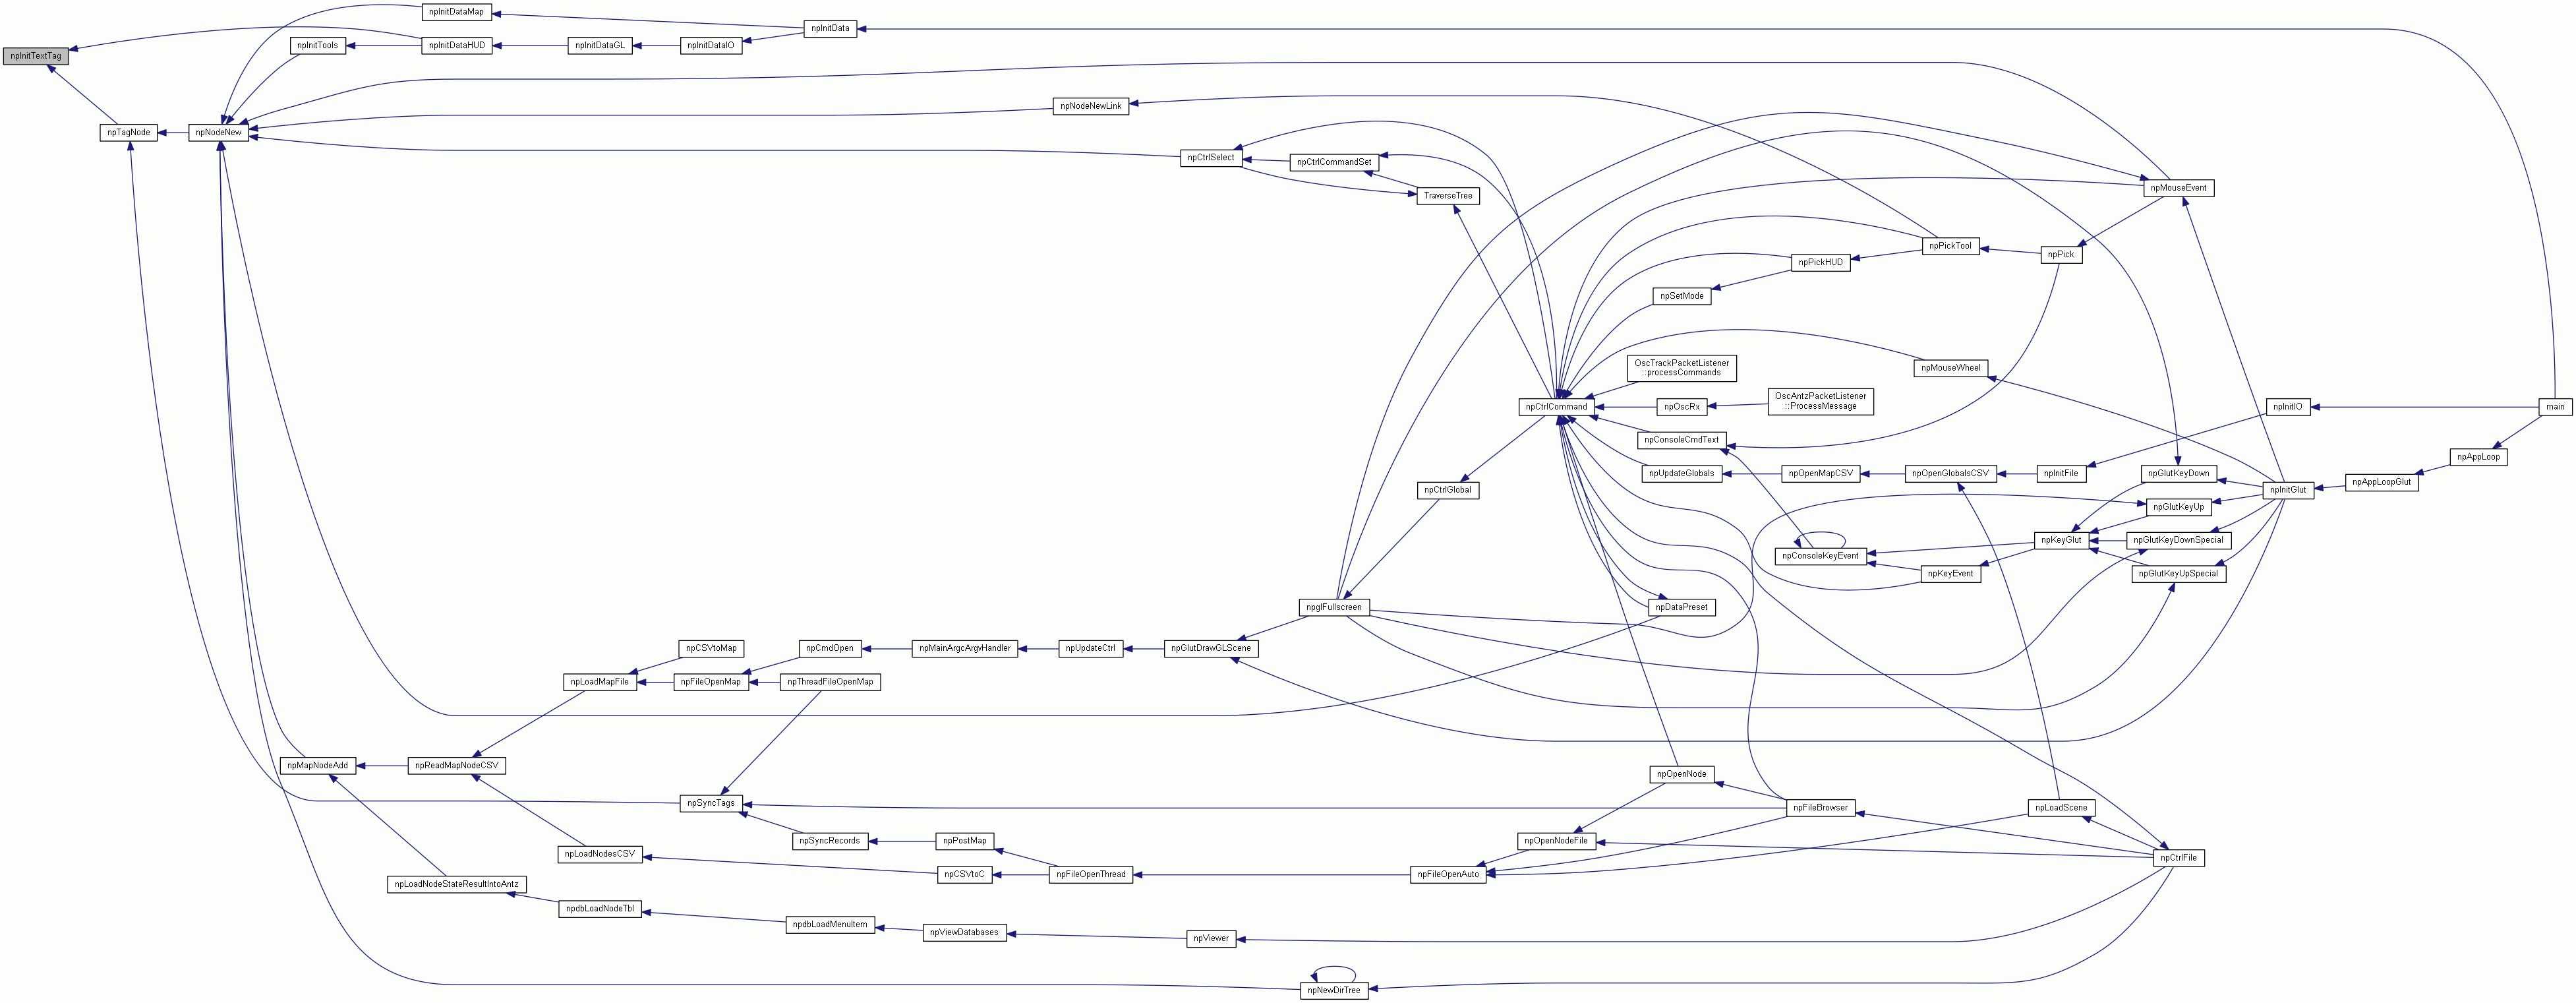 npInitTextTag
npTagNode
npNodeNew
npInitDataMap
npInitTools
npInitDataHUD
npInitDataGL
npInitDataIO
npInitData
npNodeNewLink
npCtrlSelect
npCtrlCommandSet
TraverseTree
npMouseEvent
npPickTool
npPick
npPickHUD
npSetMode
OscTrackPacketListener
::processCommands
npMouseWheel
npCtrlCommand
npOscRx
OscAntzPacketListener
::ProcessMessage
npInitIO
main
npConsoleCmdText
npUpdateGlobals
npOpenMapCSV
npOpenGlobalsCSV
npInitFile
npGlutKeyDown
npAppLoop
npCtrlGlobal
npInitGlut
npAppLoopGlut
npGlutKeyUp
npKeyGlut
npGlutKeyDownSpecial
npConsoleKeyEvent
npKeyEvent
npGlutKeyUpSpecial
npglFullscreen
npDataPreset
npCSVtoMap
npCmdOpen
npMainArgcArgvHandler
npUpdateCtrl
npGlutDrawGLScene
npLoadMapFile
npFileOpenMap
npThreadFileOpenMap
npMapNodeAdd
npReadMapNodeCSV
npOpenNode
npSyncTags
npFileBrowser
npLoadScene
npSyncRecords
npPostMap
npOpenNodeFile
npLoadNodesCSV
npCtrlFile
npCSVtoC
npFileOpenThread
npFileOpenAuto
npLoadNodeStateResultIntoAntz
npdbLoadNodeTbl
npdbLoadMenuItem
npViewDatabases
npViewer
npNewDirTree